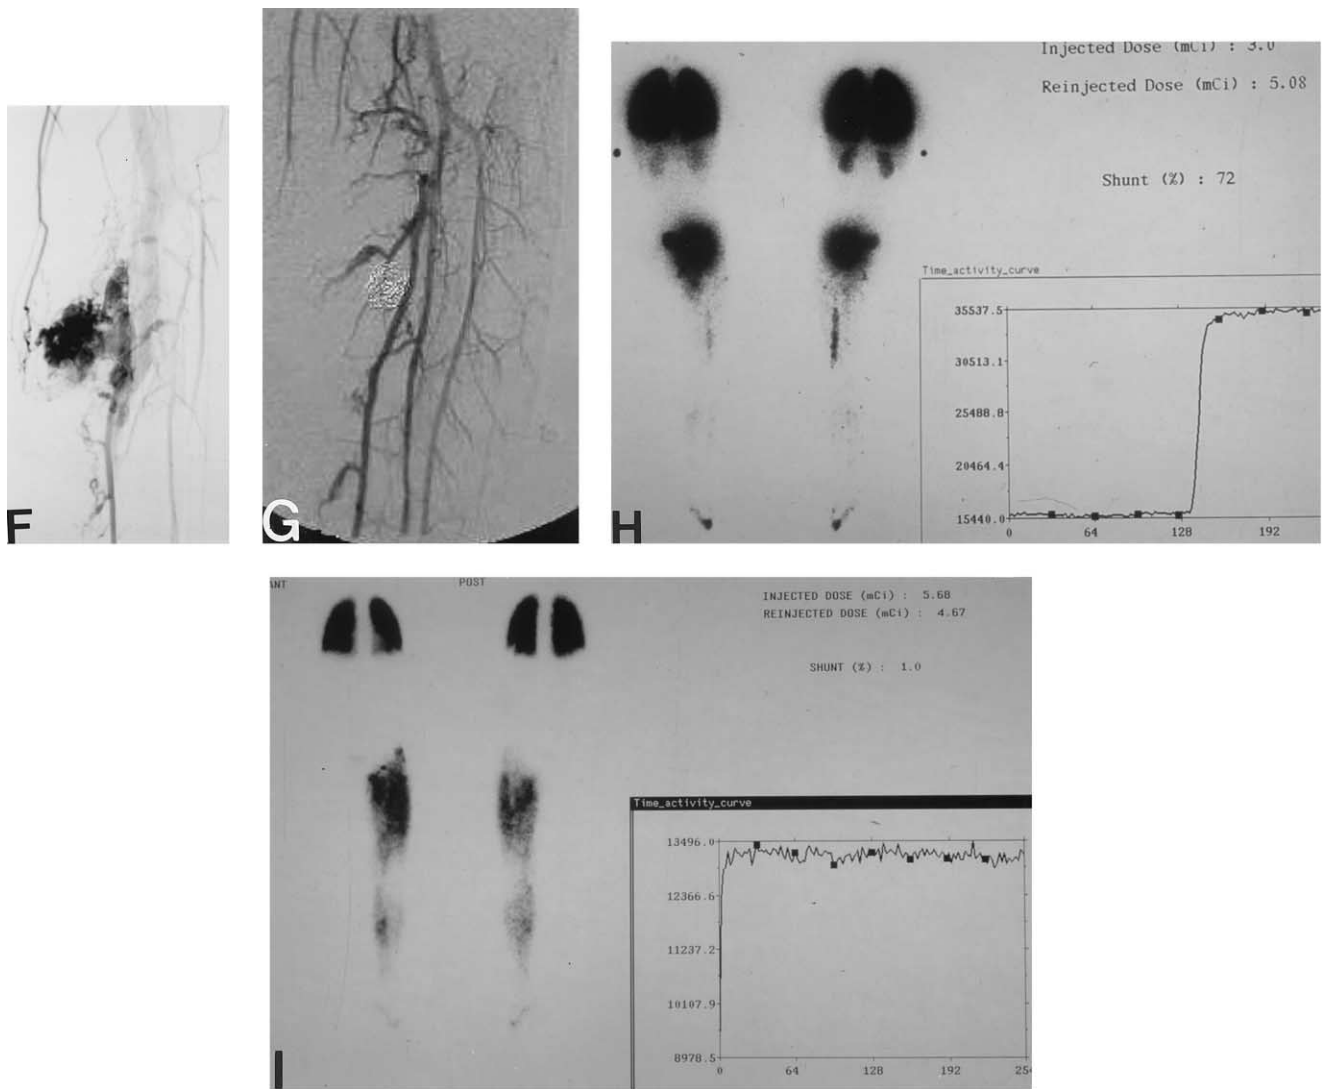 F
G
H
Injected Dose (mCi) : 3.0
Reinjected Dose (mCi) : 5.08
Shunt (%) : 72
Time_activity_curve
35537.5
30513.1
25488.8
20464.4
15440.0
0 64 128 192
I
ANT POST
INJECTED DOSE (mCi) : 5.68
REINJECTED DOSE (mCi) : 4.67
SHUNT (%) : 1.0
Time_activity_curve
13496.0
12366.6
11237.2
10107.9
8978.5
0 64 128 192 25